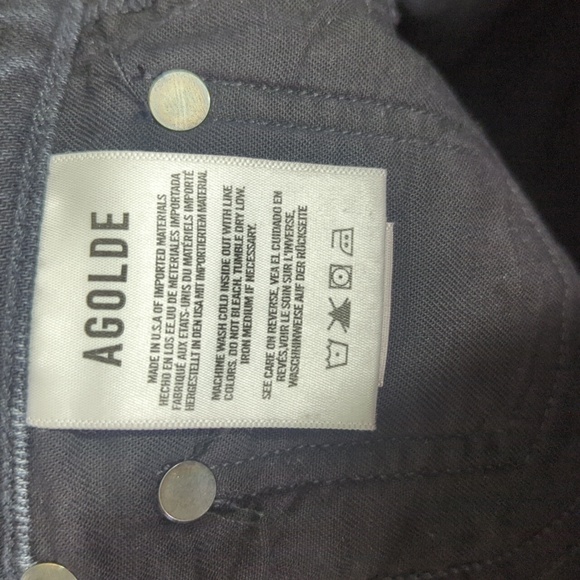 AGOLDE
MADE IN U.S.A OF IMPORTED MATERIALS
HECHO EN LOS EE.UU DE METERIALES IMPORTADA
FABRIQUÉ AUX ETATS-UNIS DU MATÉRIELS IMPORTÉ
HERGESTELLT IN DEN USA MIT IMPORTIERTEM MATERIAL
MACHINE WASH COLD INSIDE OUT WITH LIKE
COLORS. DO NOT BLEACH. TUMBLE DRY LOW.
IRON MEDIUM IF NECESSARY.
SEE CARE ON REVERSE, VEA EL CUIDADO EN
REVÉS,VOIR LE SOIN SUR L'INVERSE,
WASCHNINWEISE AUF DER RÜCKSEITE